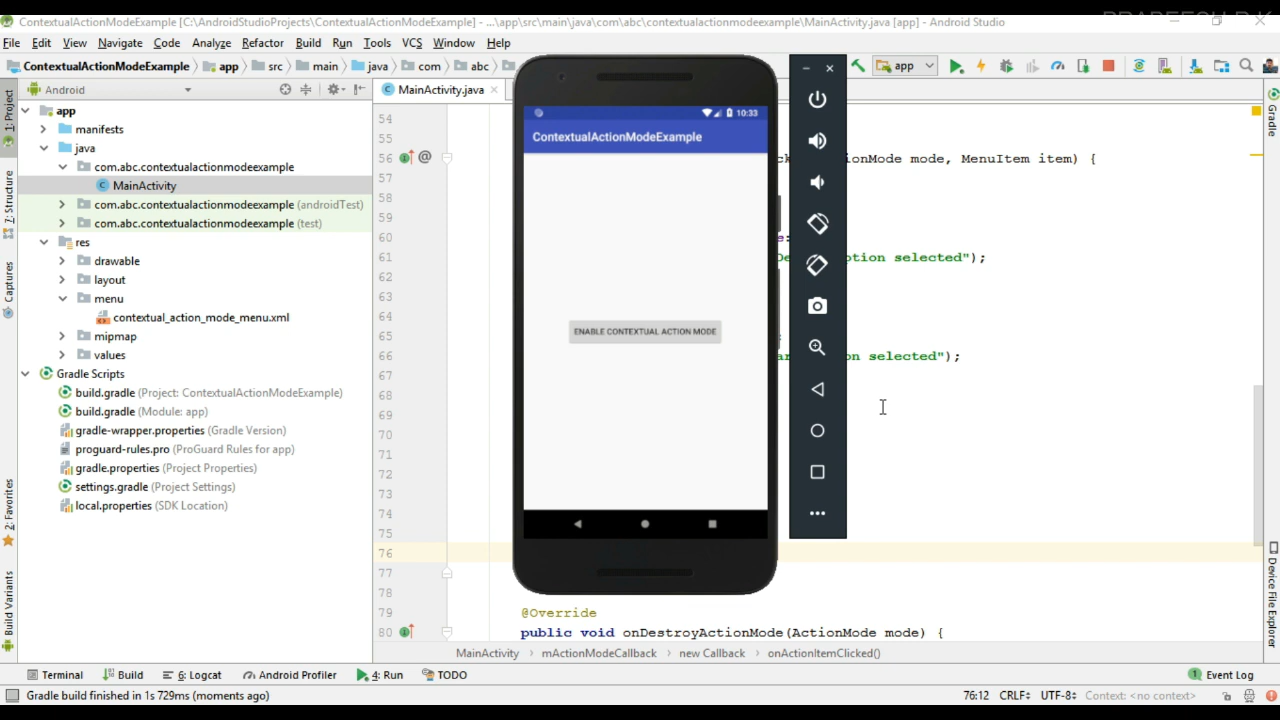 ContextualActionModeExample [C:\AndroidStudioProjects\ContextualActionModeExample] - ...\app\src\main\java\com\abc\contextualactionmodeexample\MainActivity.java [app] - Android Studio
File Edit View Navigate Code Analyze Refactor Build Run Tools VCS Window Help
ContextualActionModeExample app src main java com abc
app
Android
MainActivity.java
1: Project
7: Structure
Captures
2: Favorites
Build Variants
app
manifests
java
com.abc.contextualactionmodeexample
MainActivity
com.abc.contextualactionmodeexample (androidTest)
com.abc.contextualactionmodeexample (test)
res
drawable
layout
menu
contextual_action_mode_menu.xml
mipmap
values
Gradle Scripts
build.gradle (Project: ContextualActionModeExample)
build.gradle (Module: app)
gradle-wrapper.properties (Gradle Version)
proguard-rules.pro (ProGuard Rules for app)
gradle.properties (Project Properties)
settings.gradle (Project Settings)
local.properties (SDK Location)
54
55
56 @ mode, MenuItem item) {
57
58
59
60
61 selected");
62
63
64
65
66 selected");
67
68
69
70
71
72
73
74
75
76
77
78
79 @Override
80 public void onDestroyActionMode(ActionMode mode) {
10:33
ContextualActionModeExample
ENABLE CONTEXTUAL ACTION MODE
Gradle
Device File Explorer
MainActivity mActionModeCallback new Callback onActionItemClicked()
Terminal Build 6: Logcat Android Profiler 4: Run TODO 1 Event Log
Gradle build finished in 1s 729ms (moments ago) 76:12 CRLF UTF-8 Context: <no context>